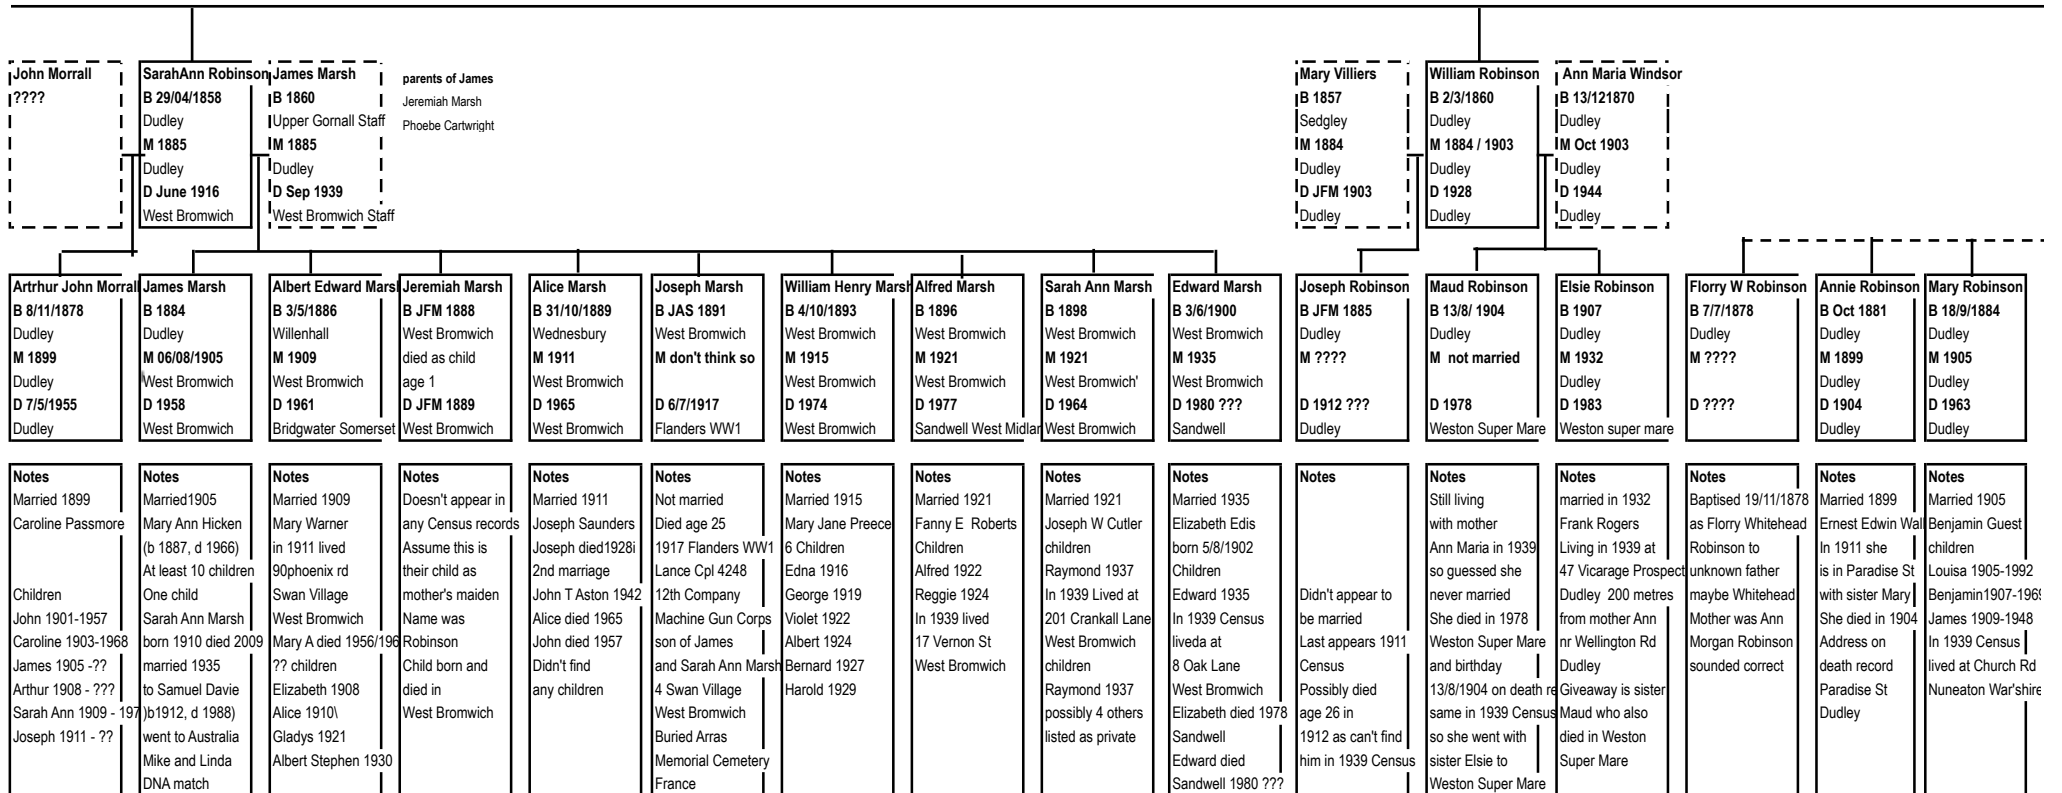 John Morrall
????
SarahAnn Robinson
B 29/04/1858
Dudley
M 1885
Dudley
D June 1916
West Bromwich
James Marsh
B 1860
Upper Gornall Staff
M 1885
Dudley
D Sep 1939
West Bromwich Staff
parents of James
Jeremiah Marsh
Phoebe Cartwright
Mary Villiers
B 1857
Sedgley
M 1884
Dudley
D JFM 1903
Dudley
William Robinson
B 2/3/1860
Dudley
M 1884 / 1903
Dudley
D 1928
Dudley
Ann Maria Windsor
B 13/121870
Dudley
M Oct 1903
Dudley
D 1944
Dudley
Artrhur John Morrall
B 8/11/1878
Dudley
M 1899
Dudley
D 7/5/1955
Dudley
James Marsh
B 1884
Dudley
M 06/08/1905
West Bromwich
D 1958
West Bromwich
Albert Edward Marsh
B 3/5/1886
Willenhall
M 1909
West Bromwich
D 1961
Bridgwater Somerset
Jeremiah Marsh
B JFM 1888
West Bromwich
died as child
age 1
D JFM 1889
West Bromwich
Alice Marsh
B 31/10/1889
Wednesbury
M 1911
West Bromwich
D 1965
West Bromwich
Joseph Marsh
B JAS 1891
West Bromwich
M don't think so
D 6/7/1917
Flanders WW1
William Henry Marsh
B 4/10/1893
West Bromwich
M 1915
West Bromwich
D 1974
West Bromwich
Alfred Marsh
B 1896
West Bromwich
M 1921
West Bromwich
D 1977
Sandwell West Midlan
Sarah Ann Marsh
B 1898
West Bromwich
M 1921
West Bromwich'
D 1964
West Bromwich
Edward Marsh
B 3/6/1900
West Bromwich
M 1935
West Bromwich
D 1980 ???
Sandwell
Joseph Robinson
B JFM 1885
Dudley
M ????
D 1912 ???
Dudley
Maud Robinson
B 13/8/ 1904
Dudley
M  not married
D 1978
Weston Super Mare
Elsie Robinson
B 1907
Dudley
M 1932
Dudley
D 1983
Weston super mare
Florry W Robinson
B 7/7/1878
Dudley
M ????
D ????
Annie Robinson
B Oct 1881
Dudley
M 1899
Dudley
D 1904
Dudley
Mary Robinson
B 18/9/1884
Dudley
M 1905
Dudley
D 1963
Dudley
Notes
Married 1899
Caroline Passmore
Children
John 1901-1957
Caroline 1903-1968
James 1905 -??
Arthur 1908 - ???
Sarah Ann 1909 - 197
Joseph 1911 - ??
Notes
Married1905
Mary Ann Hicken
(b 1887, d 1966)
At least 10 children
One child
Sarah Ann Marsh
born 1910 died 2009
married 1935
to Samuel Davie
)b1912, d 1988)
went to Australia
Mike and Linda
DNA match
Notes
Married 1909
Mary Warner
in 1911 lived
90phoenix rd
Swan Village
West Bromwich
Mary A died 1956/196
?? children
Elizabeth 1908
Alice 1910\
Gladys 1921
Albert Stephen 1930
Notes
Doesn't appear in
any Census records
Assume this is
their child as
mother's maiden
Name was
Robinson
Child born and
died in
West Bromwich
Notes
Married 1911
Joseph Saunders
Joseph died1928i
2nd marriage
John T Aston 1942
Alice died 1965
John died 1957
Didn't find
any children
Notes
Not married
Died age 25
1917 Flanders WW1
Lance Cpl 4248
12th Company
Machine Gun Corps
son of James
and Sarah Ann Marsh
4 Swan Village
West Bromwich
Buried Arras
Memorial Cemetery
France
Notes
Married 1915
Mary Jane Preece
6 Children
Edna 1916
George 1919
Violet 1922
Albert 1924
Bernard 1927
Harold 1929
Notes
Married 1921
Fanny E  Roberts
Children
Alfred 1922
Reggie 1924
In 1939 lived
17 Vernon St
West Bromwich
Notes
Married 1921
Joseph W Cutler
children
Raymond 1937
In 1939 Lived at
201 Crankall Lane
West Bromwich
children
Raymond 1937
possibly 4 others
listed as private
Notes
Married 1935
Elizabeth Edis
born 5/8/1902
Children
Edward 1935
In 1939 Census
liveda at
8 Oak Lane
West Bromwich
Elizabeth died 1978
Sandwell
Edward died
Sandwell 1980 ???
Notes
Didn't appear to
be married
Last appears 1911
Census
Possibly died
age 26 in
1912 as can't find
him in 1939 Census
Notes
Still living
with mother
Ann Maria in 1939
so guessed she
never married
She died in 1978
Weston Super Mare
and birthday
13/8/1904 on death re
same in 1939 Census
so she went with
sister Elsie to
Weston Super Mare
Notes
married in 1932
Frank Rogers
Living in 1939 at
47 Vicarage Prospect
Dudley  200 metres
from mother Ann
nr Wellington Rd
Dudley
Giveaway is sister
Maud who also
died in Weston
Super Mare
Notes
Baptised 19/11/1878
as Florry Whitehead
Robinson to
unknown father
maybe Whitehead
Mother was Ann
Morgan Robinson
sounded correct
Notes
Married 1899
Ernest Edwin Wall
In 1911 she
is in Paradise St
with sister Mary
She died in 1904
Address on
death record
Paradise St
Dudley
Notes
Married 1905
Benjamin Guest
children
Louisa 1905-1992
Benjamin1907-1969
James 1909-1948
In 1939 Census
lived at Church Rd
Nuneaton War'shire